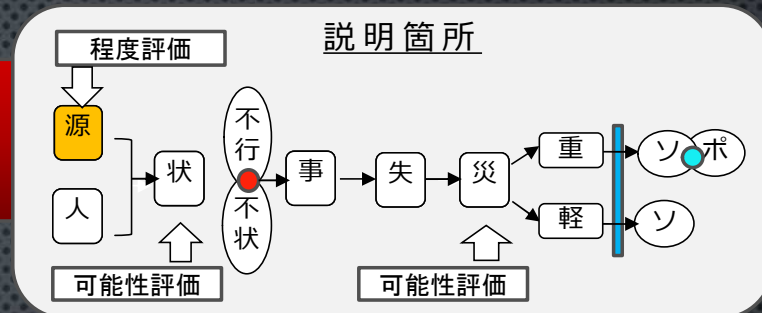 説明箇所
程度評価
源
人
状
不行
不状
事
失
災
重
軽
ソ
ポ
ソ
可能性評価
可能性評価